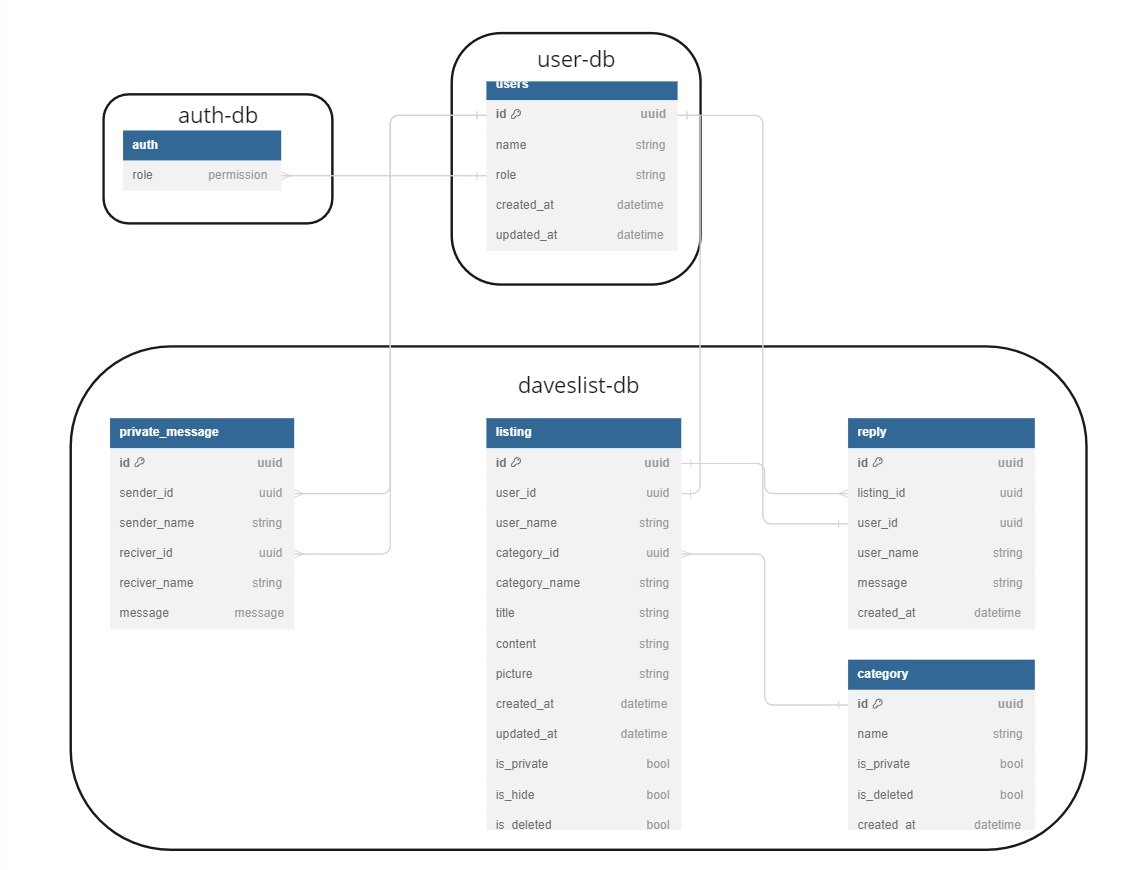 user-db
users
id uuid
name string
role string
created_at datetime
updated_at datetime
auth-db
auth
role permission
daveslist-db
private_message
id uuid
sender_id uuid
sender_name string
reciver_id uuid
reciver_name string
message message
listing
id uuid
user_id uuid
user_name string
category_id uuid
category_name string
title string
content string
picture string
created_at datetime
updated_at datetime
is_private bool
is_hide bool
is_deleted bool
reply
id uuid
listing_id uuid
user_id uuid
user_name string
message string
created_at datetime
category
id uuid
name string
is_private bool
is_deleted bool
created_at datetime